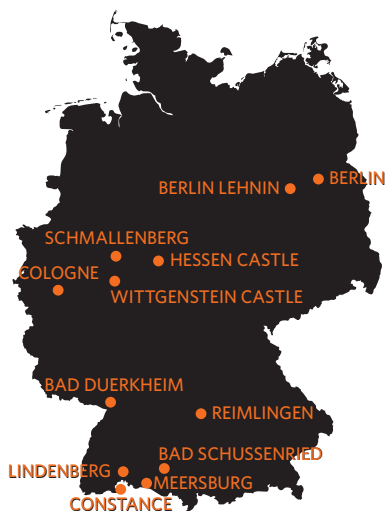 BERLIN
BERLIN LEHNIN
SCHMALLENBERG
HESSEN CASTLE
COLOGNE
WITTGENSTEIN CASTLE
BAD DUERKHEIM
REIMLINGEN
BAD SCHUSSENRIED
LINDENBERG
MEERSBURG
CONSTANCE